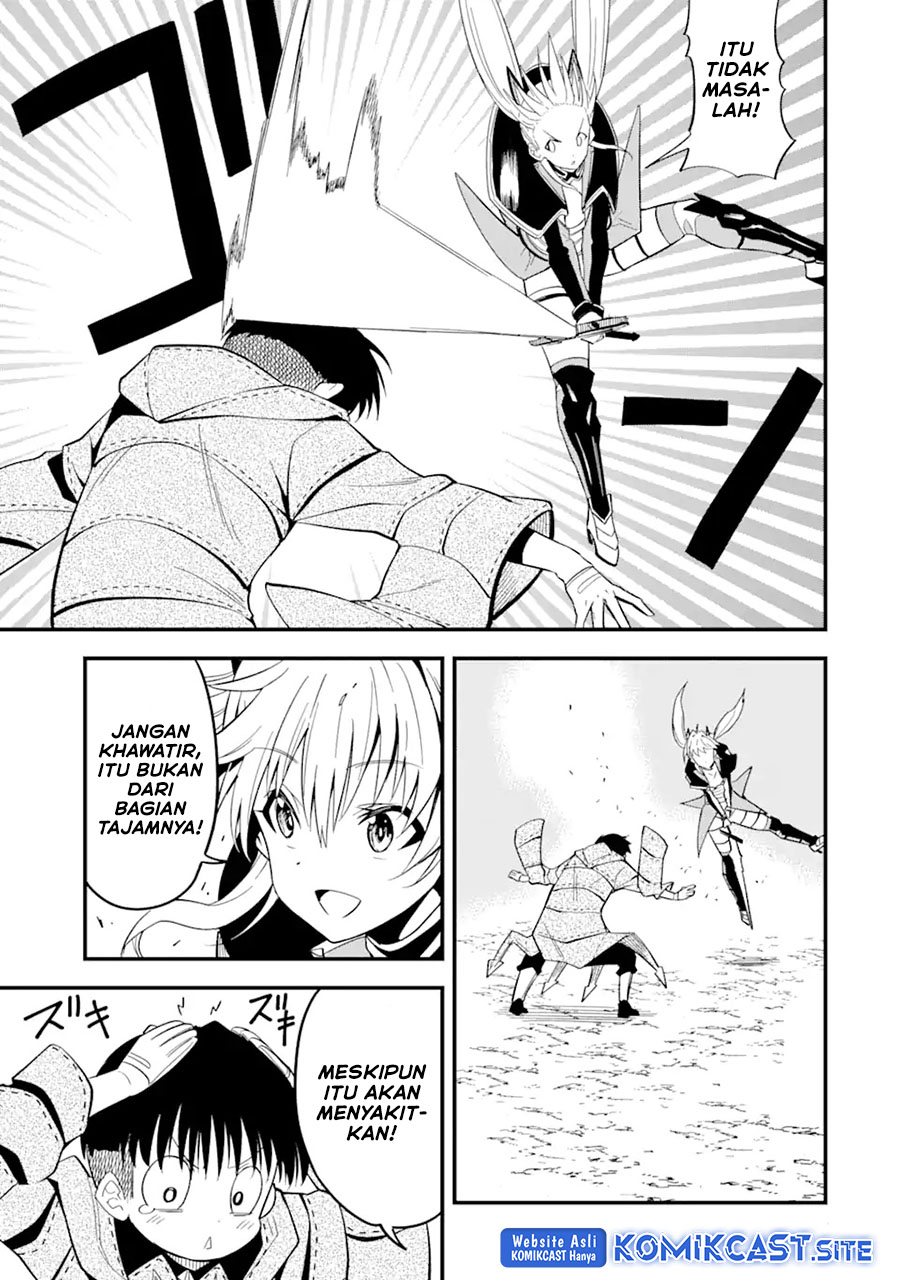 ITU
TIDAK
MASA-
LAH!
ゴーン
JANGAN
KHAWATIR,
ITU BUKAN
DARI
BAGIAN
TAJAMNYA!
MESKIPUN
ITU AKAN
MENYAKIT-
KAN!
ズキ
ズキ
Website Asli
KOMIKCAST Hanya
KOMIKCAST.SITE